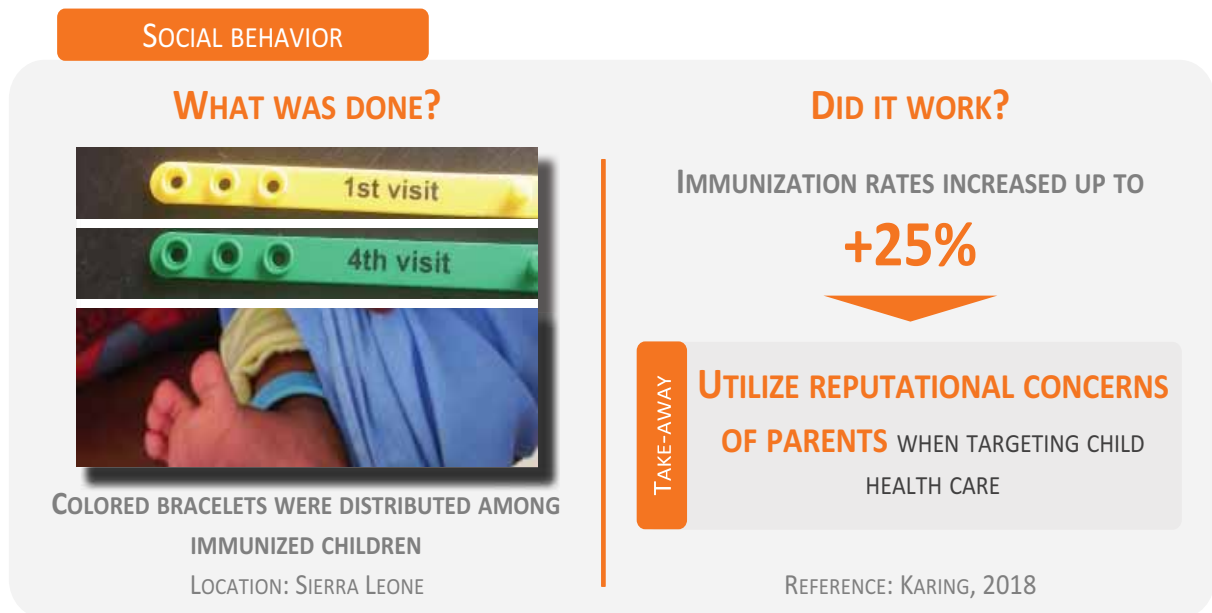 SOCIAL BEHAVIOR
WHAT WAS DONE?
1st visit
4th visit
COLORED BRACELETS WERE DISTRIBUTED AMONG
IMMUNIZED CHILDREN
LOCATION: SIERRA LEONE
DID IT WORK?
IMMUNIZATION RATES INCREASED UP TO
+25%
TAKE-AWAY
UTILIZE REPUTATIONAL CONCERNS
OF PARENTS WHEN TARGETING CHILD
HEALTH CARE
REFERENCE: KARING, 2018